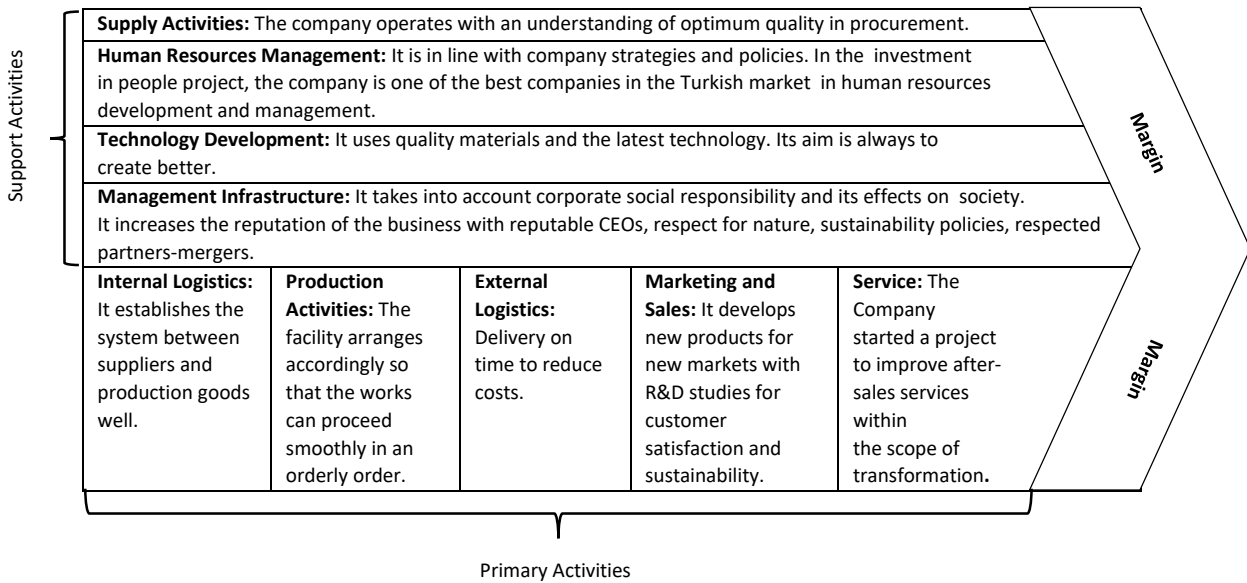 Support Activities
Supply Activities: The company operates with an understanding of optimum quality in procurement.
Human Resources Management: It is in line with company strategies and policies. In the investment
in people project, the company is one of the best companies in the Turkish market in human resources
development and management.
Technology Development: It uses quality materials and the latest technology. Its aim is always to
create better.
Management Infrastructure: It takes into account corporate social responsibility and its effects on society.
It increases the reputation of the business with reputable CEOs, respect for nature, sustainability policies, respected
partners-mergers.
Internal Logistics:
It establishes the
system between
suppliers and
production goods
well.
Production
Activities: The
facility arranges
accordingly so
that the works
can proceed
smoothly in an
orderly order.
External
Logistics:
Delivery on
time to reduce
costs.
Marketing and
Sales: It develops
new products for
new markets with
R&D studies for
customer
satisfaction and
sustainability.
Service: The
Company
started a project
to improve after-
sales services
within
the scope of
transformation.
Margin
Margin
Primary Activities